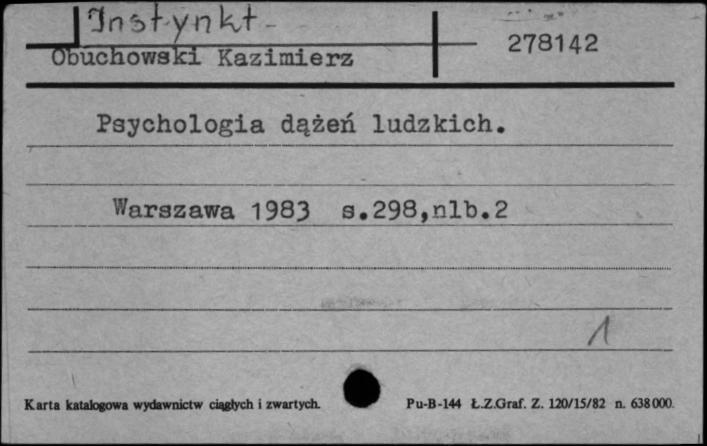 Instynkt -
Obuchowski Kazimierz
278142
Psychologia dążeń ludzkich.
Warszawa 1983 s.298,nlb.2
1
Karta katalogowa wydawnictw ciągłych i zwartych.
Pu-B-144 Ł.Z.Graf. Z. 120/15/82 n. 638000.